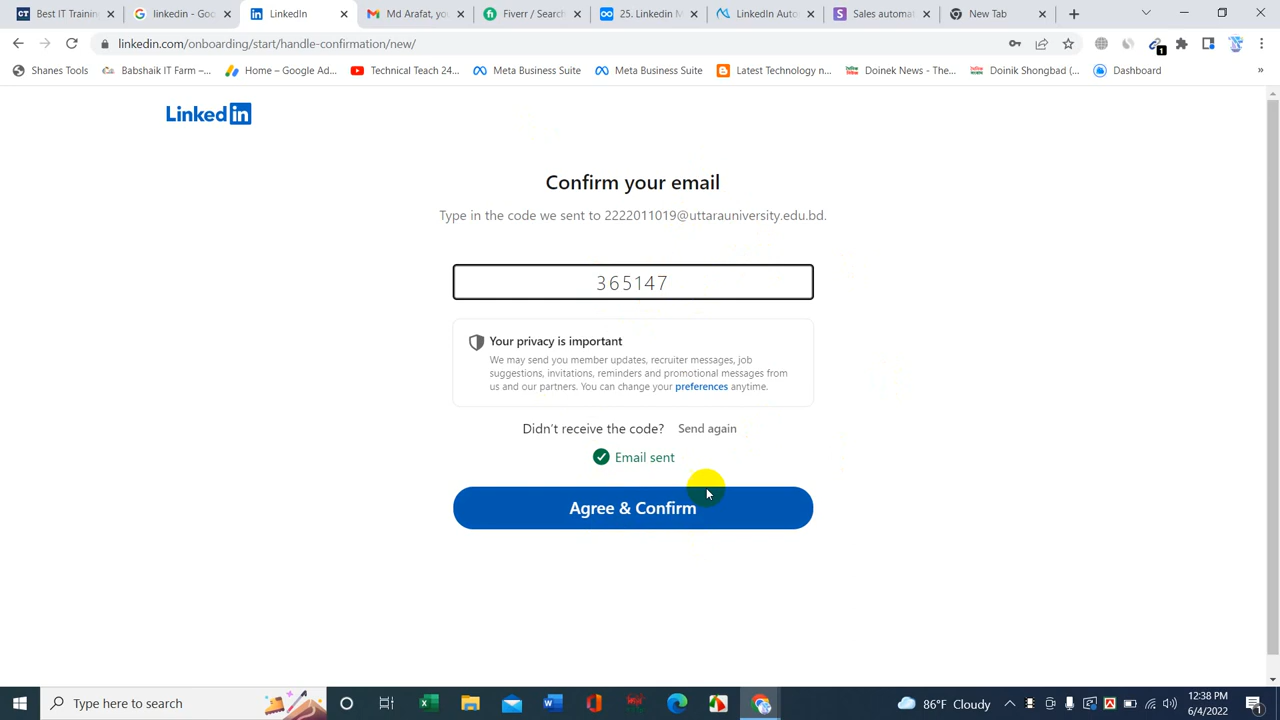 CT Best IT Training
linkedin - Goo
LinkedIn
Md Arafat, yo
Fiverr / Search
25. Linkedin M
LinkedIn Auto
Sales automat
New Tab
linkedin.com/onboarding/start/handle-confirmation/new/
1
Shanes Tools
Babshaik IT Farm –...
Home – Google Ad...
Technical Teach 24...
Meta Business Suite
Meta Business Suite
Latest Technology n...
Doinek News - The...
Doinik Shongbad (...
Dashboard
»
Linked in
Confirm your email
Type in the code we sent to 2222011019@uttarauniversity.edu.bd.
365147
Your privacy is important
We may send you member updates, recruiter messages, job
suggestions, invitations, reminders and promotional messages from
us and our partners. You can change your preferences anytime.
Didn't receive the code? Send again
Email sent
Agree & Confirm
Type here to search
86°F Cloudy
12:38 PM
6/4/2022
1